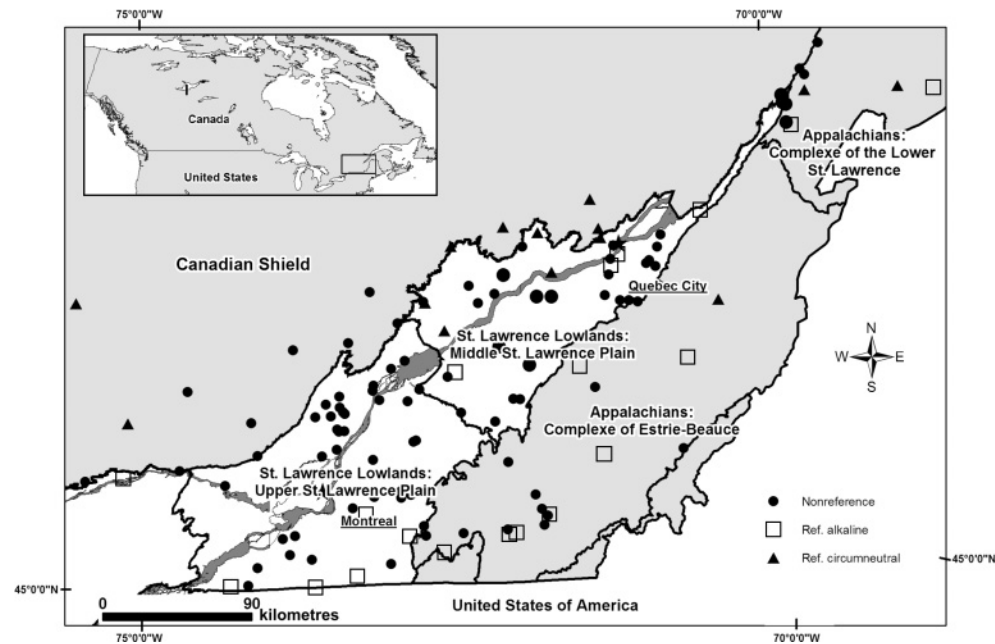 75°0'0"W
70°0'0"W
Canada
United States
Appalachians:
Complexe of the Lower
St. Lawrence
Canadian Shield
Quebec City
St. Lawrence Lowlands:
Middle St. Lawrence Plain
N
W
E
S
Appalachians:
Complexe of Estrie-Beauce
St. Lawrence Lowlands:
Upper St. Lawrence Plain
Montreal
Nonreference
Ref. alkaline
Ref. circumneutral
45°0'0"N
45°0'0"N
0
90
kilometres
United States of America
75°0'0"W
70°0'0"W